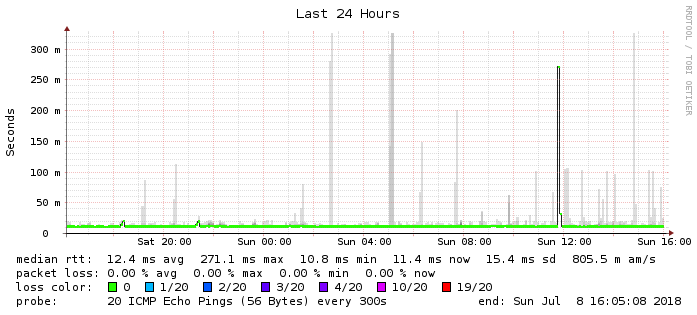 Last 24 Hours
RRDTOOL / TOBI OETIKER
Seconds
300 m
250 m
200 m
150 m
100 m
50 m
0
Sat 20:00 Sun 00:00 Sun 04:00 Sun 08:00 Sun 12:00 Sun 16:00
median rtt: 12.4 ms avg 271.1 ms max 10.8 ms min 11.4 ms now 15.4 ms sd 805.5 m am/s
packet loss: 0.00 % avg 0.00 % max 0.00 % min 0.00 % now
loss color: 0 1/20 2/20 3/20 4/20 10/20 19/20
probe: 20 ICMP Echo Pings (56 Bytes) every 300s end: Sun Jul 8 16:05:08 2018